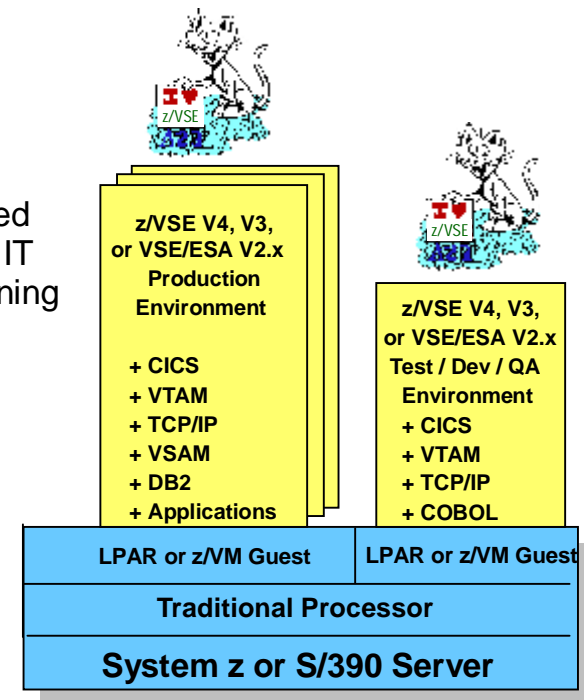 I ♥
z/VSE
I ♥
z/VSE
ed
IT
ning
z/VSE V4, V3,
or VSE/ESA V2.x
Production
Environment
+ CICS
+ VTAM
+ TCP/IP
+ VSAM
+ DB2
+ Applications
z/VSE V4, V3,
or VSE/ESA V2.x
Test / Dev / QA
Environment
+ CICS
+ VTAM
+ TCP/IP
+ COBOL
LPAR or z/VM Guest
LPAR or z/VM Guest
Traditional Processor
System z or S/390 Server